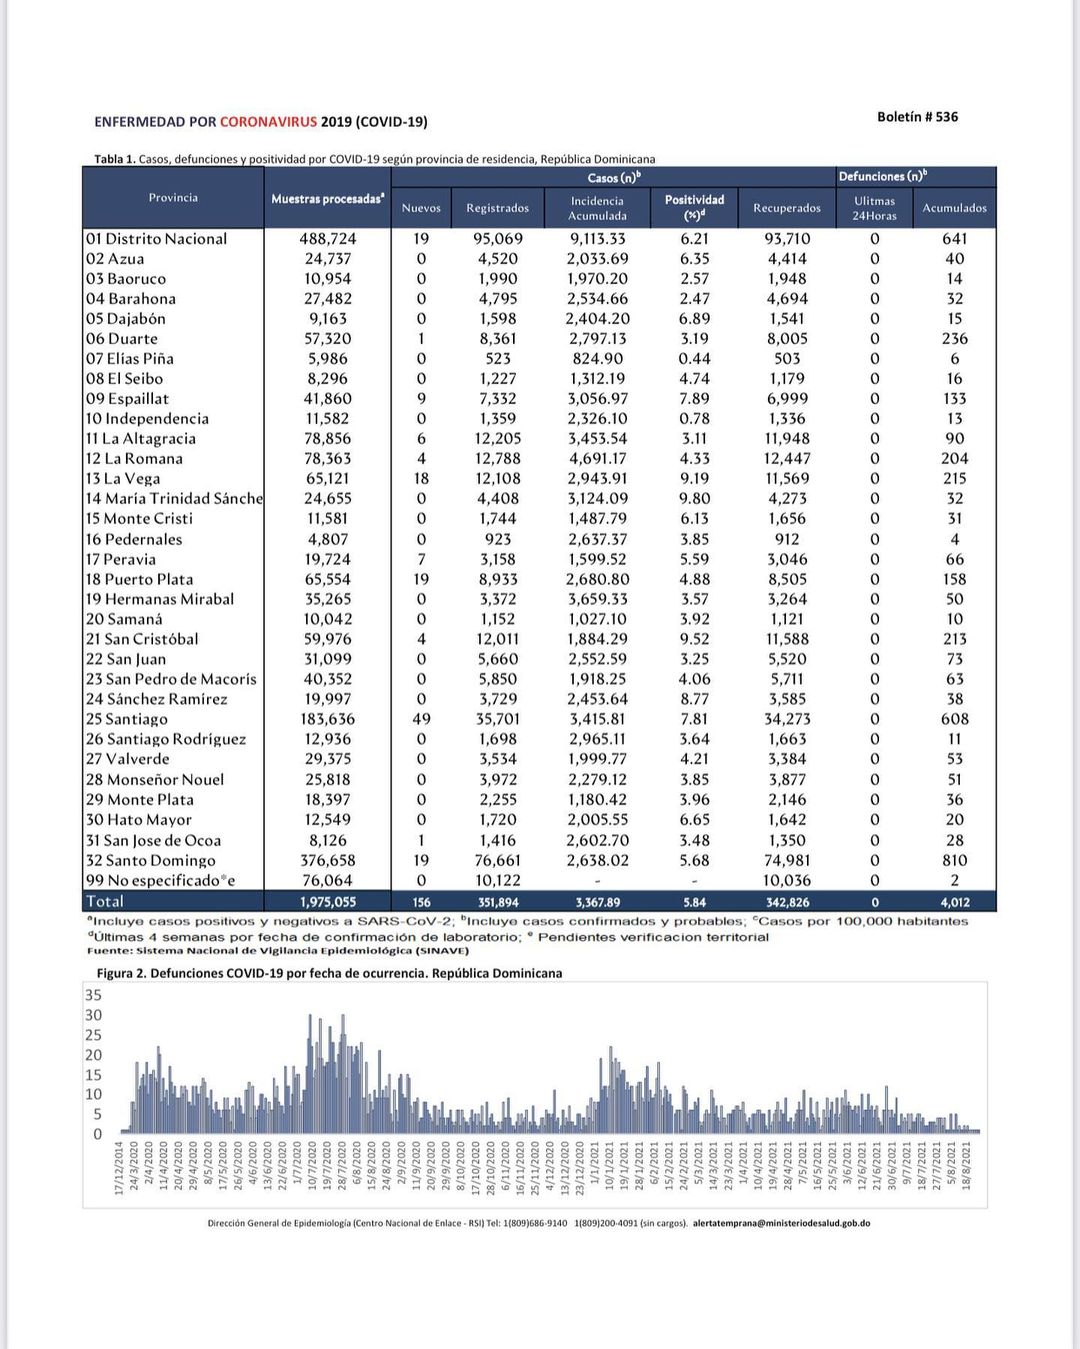 ENFERMEDAD POR CORONAVIRUS 2019 (COVID-19)
Boletín # 536
Tabla 1. Casos, defunciones y positividad por COVID-19 según provincia de residencia, República Dominicana
Provincia Muestras procesadasª Casos (n)ᵇ Defunciones (n)ᵇ
Nuevos Registrados Incidencia Acumulada Positividad (%)ᵈ Recuperados Ulitmas 24Horas Acumulados
01 Distrito Nacional 488,724 19 95,069 9,113.33 6.21 93,710 0 641
02 Azua 24,737 0 4,520 2,033.69 6.35 4,414 0 40
03 Baoruco 10,954 0 1,990 1,970.20 2.57 1,948 0 14
04 Barahona 27,482 0 4,795 2,534.66 2.47 4,694 0 32
05 Dajabón 9,163 0 1,598 2,404.20 6.89 1,541 0 15
06 Duarte 57,320 1 8,361 2,797.13 3.19 8,005 0 236
07 Elías Piña 5,986 0 523 824.90 0.44 503 0 6
08 El Seibo 8,296 0 1,227 1,312.19 4.74 1,179 0 16
09 Espaillat 41,860 9 7,332 3,056.97 7.89 6,999 0 133
10 Independencia 11,582 0 1,359 2,326.10 0.78 1,336 0 13
11 La Altagracia 78,856 6 12,205 3,453.54 3.11 11,948 0 90
12 La Romana 78,363 4 12,788 4,691.17 4.33 12,447 0 204
13 La Vega 65,121 18 12,108 2,943.91 9.19 11,569 0 215
14 María Trinidad Sánche 24,655 0 4,408 3,124.09 9.80 4,273 0 32
15 Monte Cristi 11,581 0 1,744 1,487.79 6.13 1,656 0 31
16 Pedernales 4,807 0 923 2,637.37 3.85 912 0 4
17 Peravia 19,724 7 3,158 1,599.52 5.59 3,046 0 66
18 Puerto Plata 65,554 19 8,933 2,680.80 4.88 8,505 0 158
19 Hermanas Mirabal 35,265 0 3,372 3,659.33 3.57 3,264 0 50
20 Samaná 10,042 0 1,152 1,027.10 3.92 1,121 0 10
21 San Cristóbal 59,976 4 12,011 1,884.29 9.52 11,588 0 213
22 San Juan 31,099 0 5,660 2,552.59 3.25 5,520 0 73
23 San Pedro de Macorís 40,352 0 5,850 1,918.25 4.06 5,711 0 63
24 Sánchez Ramírez 19,997 0 3,729 2,453.64 8.77 3,585 0 38
25 Santiago 183,636 49 35,701 3,415.81 7.81 34,273 0 608
26 Santiago Rodríguez 12,936 0 1,698 2,965.11 3.64 1,663 0 11
27 Valverde 29,375 0 3,534 1,999.77 4.21 3,384 0 53
28 Monseñor Nouel 25,818 0 3,972 2,279.12 3.85 3,877 0 51
29 Monte Plata 18,397 0 2,255 1,180.42 3.96 2,146 0 36
30 Hato Mayor 12,549 0 1,720 2,005.55 6.65 1,642 0 20
31 San Jose de Ocoa 8,126 1 1,416 2,602.70 3.48 1,350 0 28
32 Santo Domingo 376,658 19 76,661 2,638.02 5.68 74,981 0 810
99 No especificado*e 76,064 0 10,122 - - 10,036 0 2
Total 1,975,055 156 351,894 3,367.89 5.84 342,826 0 4,012
ªIncluye casos positivos y negativos a SARS-CoV-2; ᵇIncluye casos confirmados y probables; ᶜCasos por 100,000 habitantes
ᵈÚltimas 4 semanas por fecha de confirmación de laboratorio; ᵉ Pendientes verificacion territorial
Fuente: Sistema Nacional de Vigilancia Epidemiológica (SINAVE)
Figura 2. Defunciones COVID-19 por fecha de ocurrencia. República Dominicana
35
30
25
20
15
10
5
0
17/12/2014 24/3/2020 2/4/2020 11/4/2020 20/4/2020 29/4/2020 8/5/2020 17/5/2020 26/5/2020 4/6/2020 13/6/2020 22/6/2020 1/7/2020 10/7/2020 19/7/2020 28/7/2020 6/8/2020 15/8/2020 24/8/2020 2/9/2020 11/9/2020 20/9/2020 29/9/2020 8/10/2020 17/10/2020 28/10/2020 6/11/2020 16/11/2020 25/11/2020 4/12/2020 13/12/2020 23/12/2020 1/1/2021 10/1/2021 19/1/2021 28/1/2021 6/2/2021 15/2/2021 24/2/2021 5/3/2021 14/3/2021 23/3/2021 1/4/2021 10/4/2021 19/4/2021 28/4/2021 7/5/2021 16/5/2021 25/5/2021 3/6/2021 12/6/2021 21/6/2021 30/6/2021 9/7/2021 18/7/2021 27/7/2021 5/8/2021 18/8/2021
Dirección General de Epidemiología (Centro Nacional de Enlace - RSI) Tel: 1(809)686-9140 1(809)200-4091 (sin cargos). alertatemprana@ministeriodesalud.gob.do